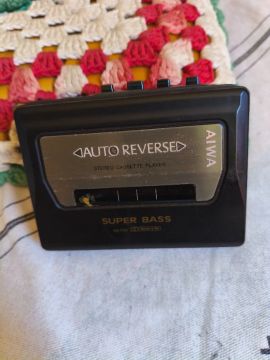 ◁AUTO REVERSE▷
STEREO CASSETTE PLAYER
AIWA
SUPER BASS